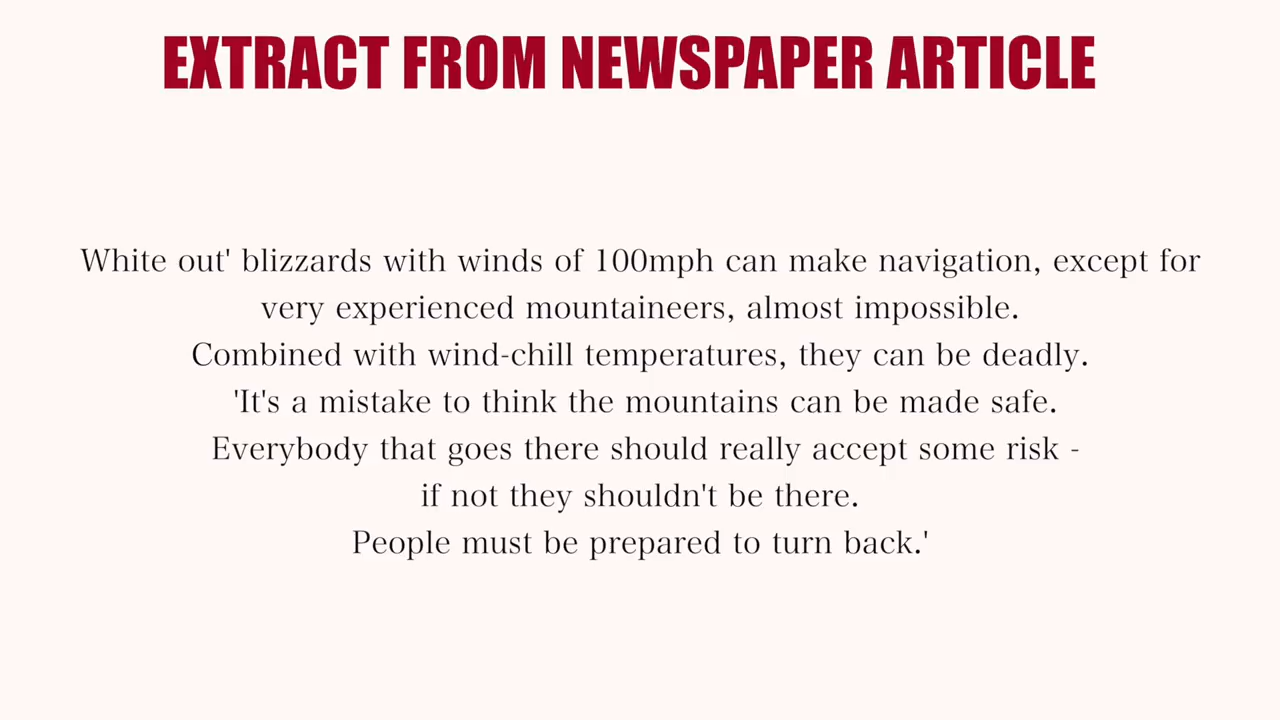 EXTRACT FROM NEWSPAPER ARTICLE
White out' blizzards with winds of 100mph can make navigation, except for
very experienced mountaineers, almost impossible.
Combined with wind-chill temperatures, they can be deadly.
'It's a mistake to think the mountains can be made safe.
Everybody that goes there should really accept some risk -
if not they shouldn't be there.
People must be prepared to turn back.'